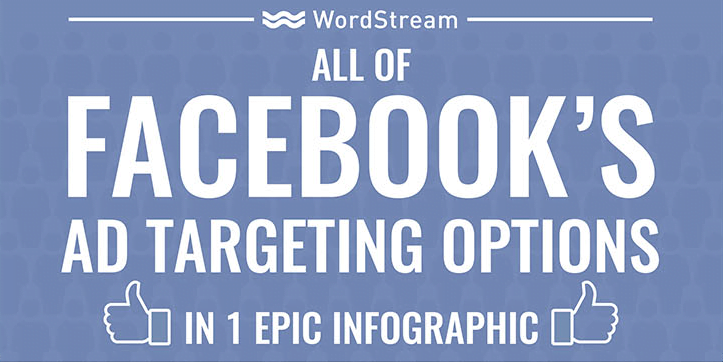 WordStream
ALL OF
FACEBOOK'S
AD TARGETING OPTIONS
IN 1 EPIC INFOGRAPHIC